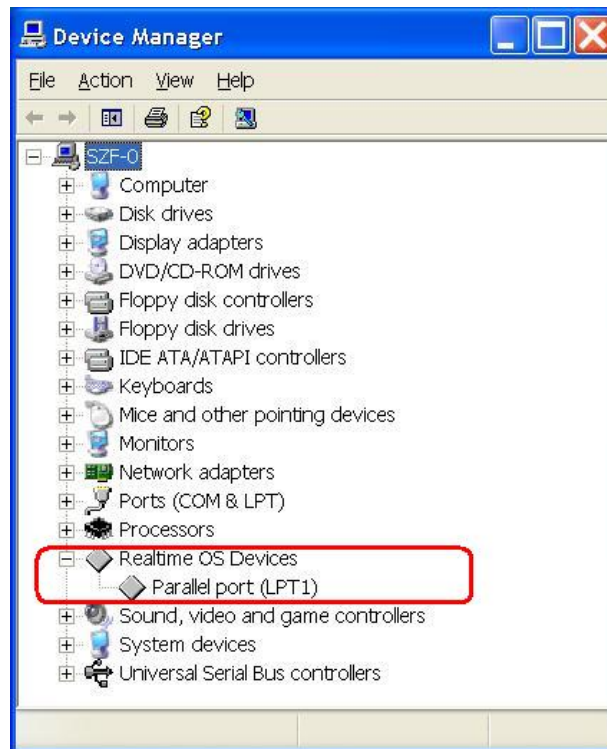 Device Manager
File Action View Help
SZF-0
Computer
Disk drives
Display adapters
DVD/CD-ROM drives
Floppy disk controllers
Floppy disk drives
IDE ATA/ATAPI controllers
Keyboards
Mice and other pointing devices
Monitors
Network adapters
Ports (COM & LPT)
Processors
Realtime OS Devices
Parallel port (LPT1)
Sound, video and game controllers
System devices
Universal Serial Bus controllers